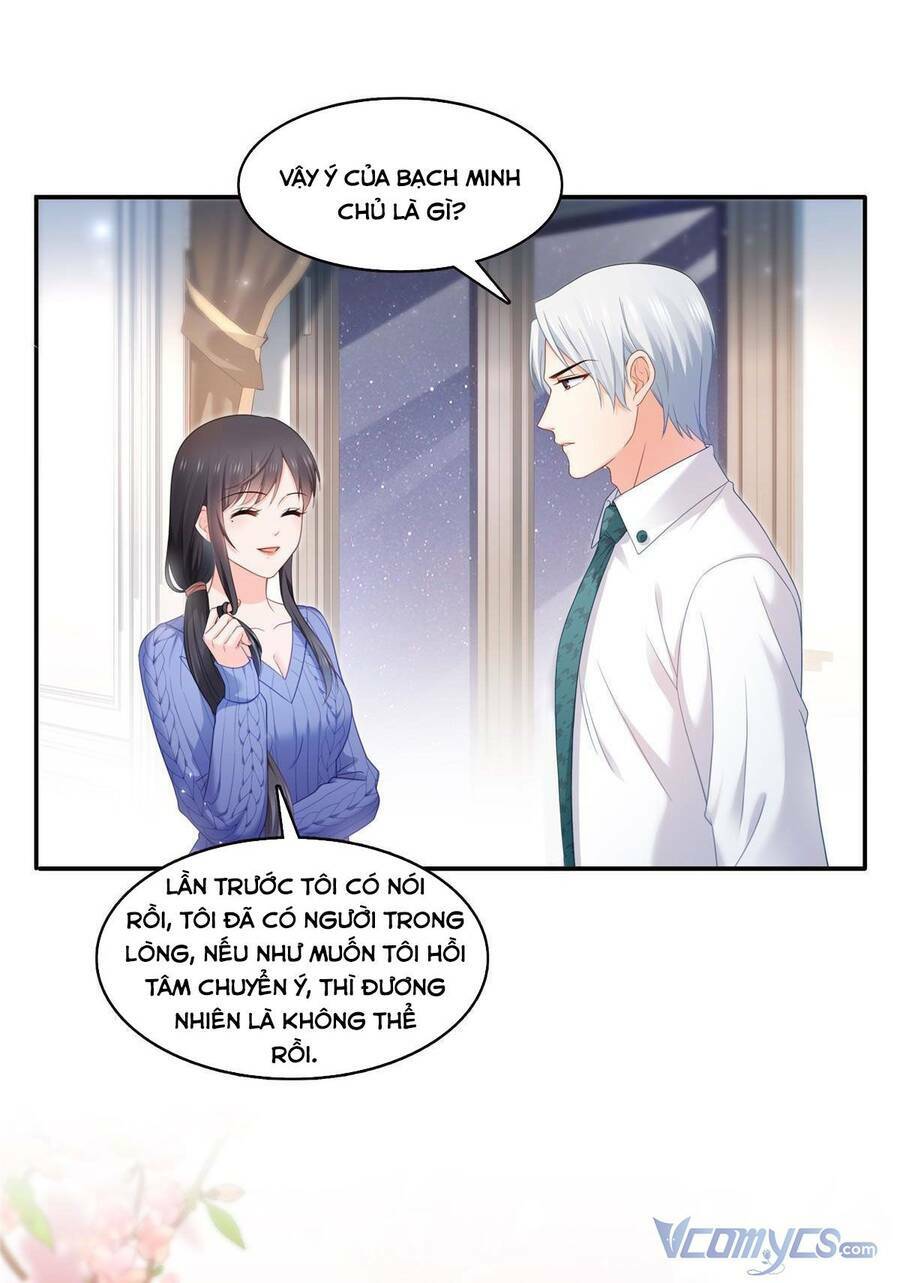 VẬY Ý CỦA BẠCH MINH
CHỦ LÀ GÌ?
LẦN TRƯỚC TÔI CÓ NÓI
RỒI, TÔI ĐÃ CÓ NGƯỜI TRONG
LÒNG, NẾU NHƯ MUỐN TÔI HỒI
TÂM CHUYỂN Ý, THÌ ĐƯƠNG
NHIÊN LÀ KHÔNG THỂ
RỒI.
VCOMYCS.com